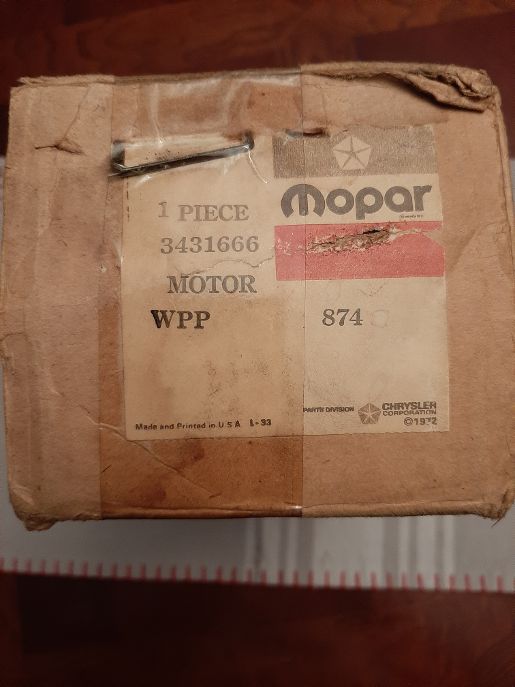 mopar
1 PIECE
3431666
MOTOR
WPP 874
Made and Printed in U S A L-33
PARTS DIVISION CHRYSLER
CORPORATION
©1972